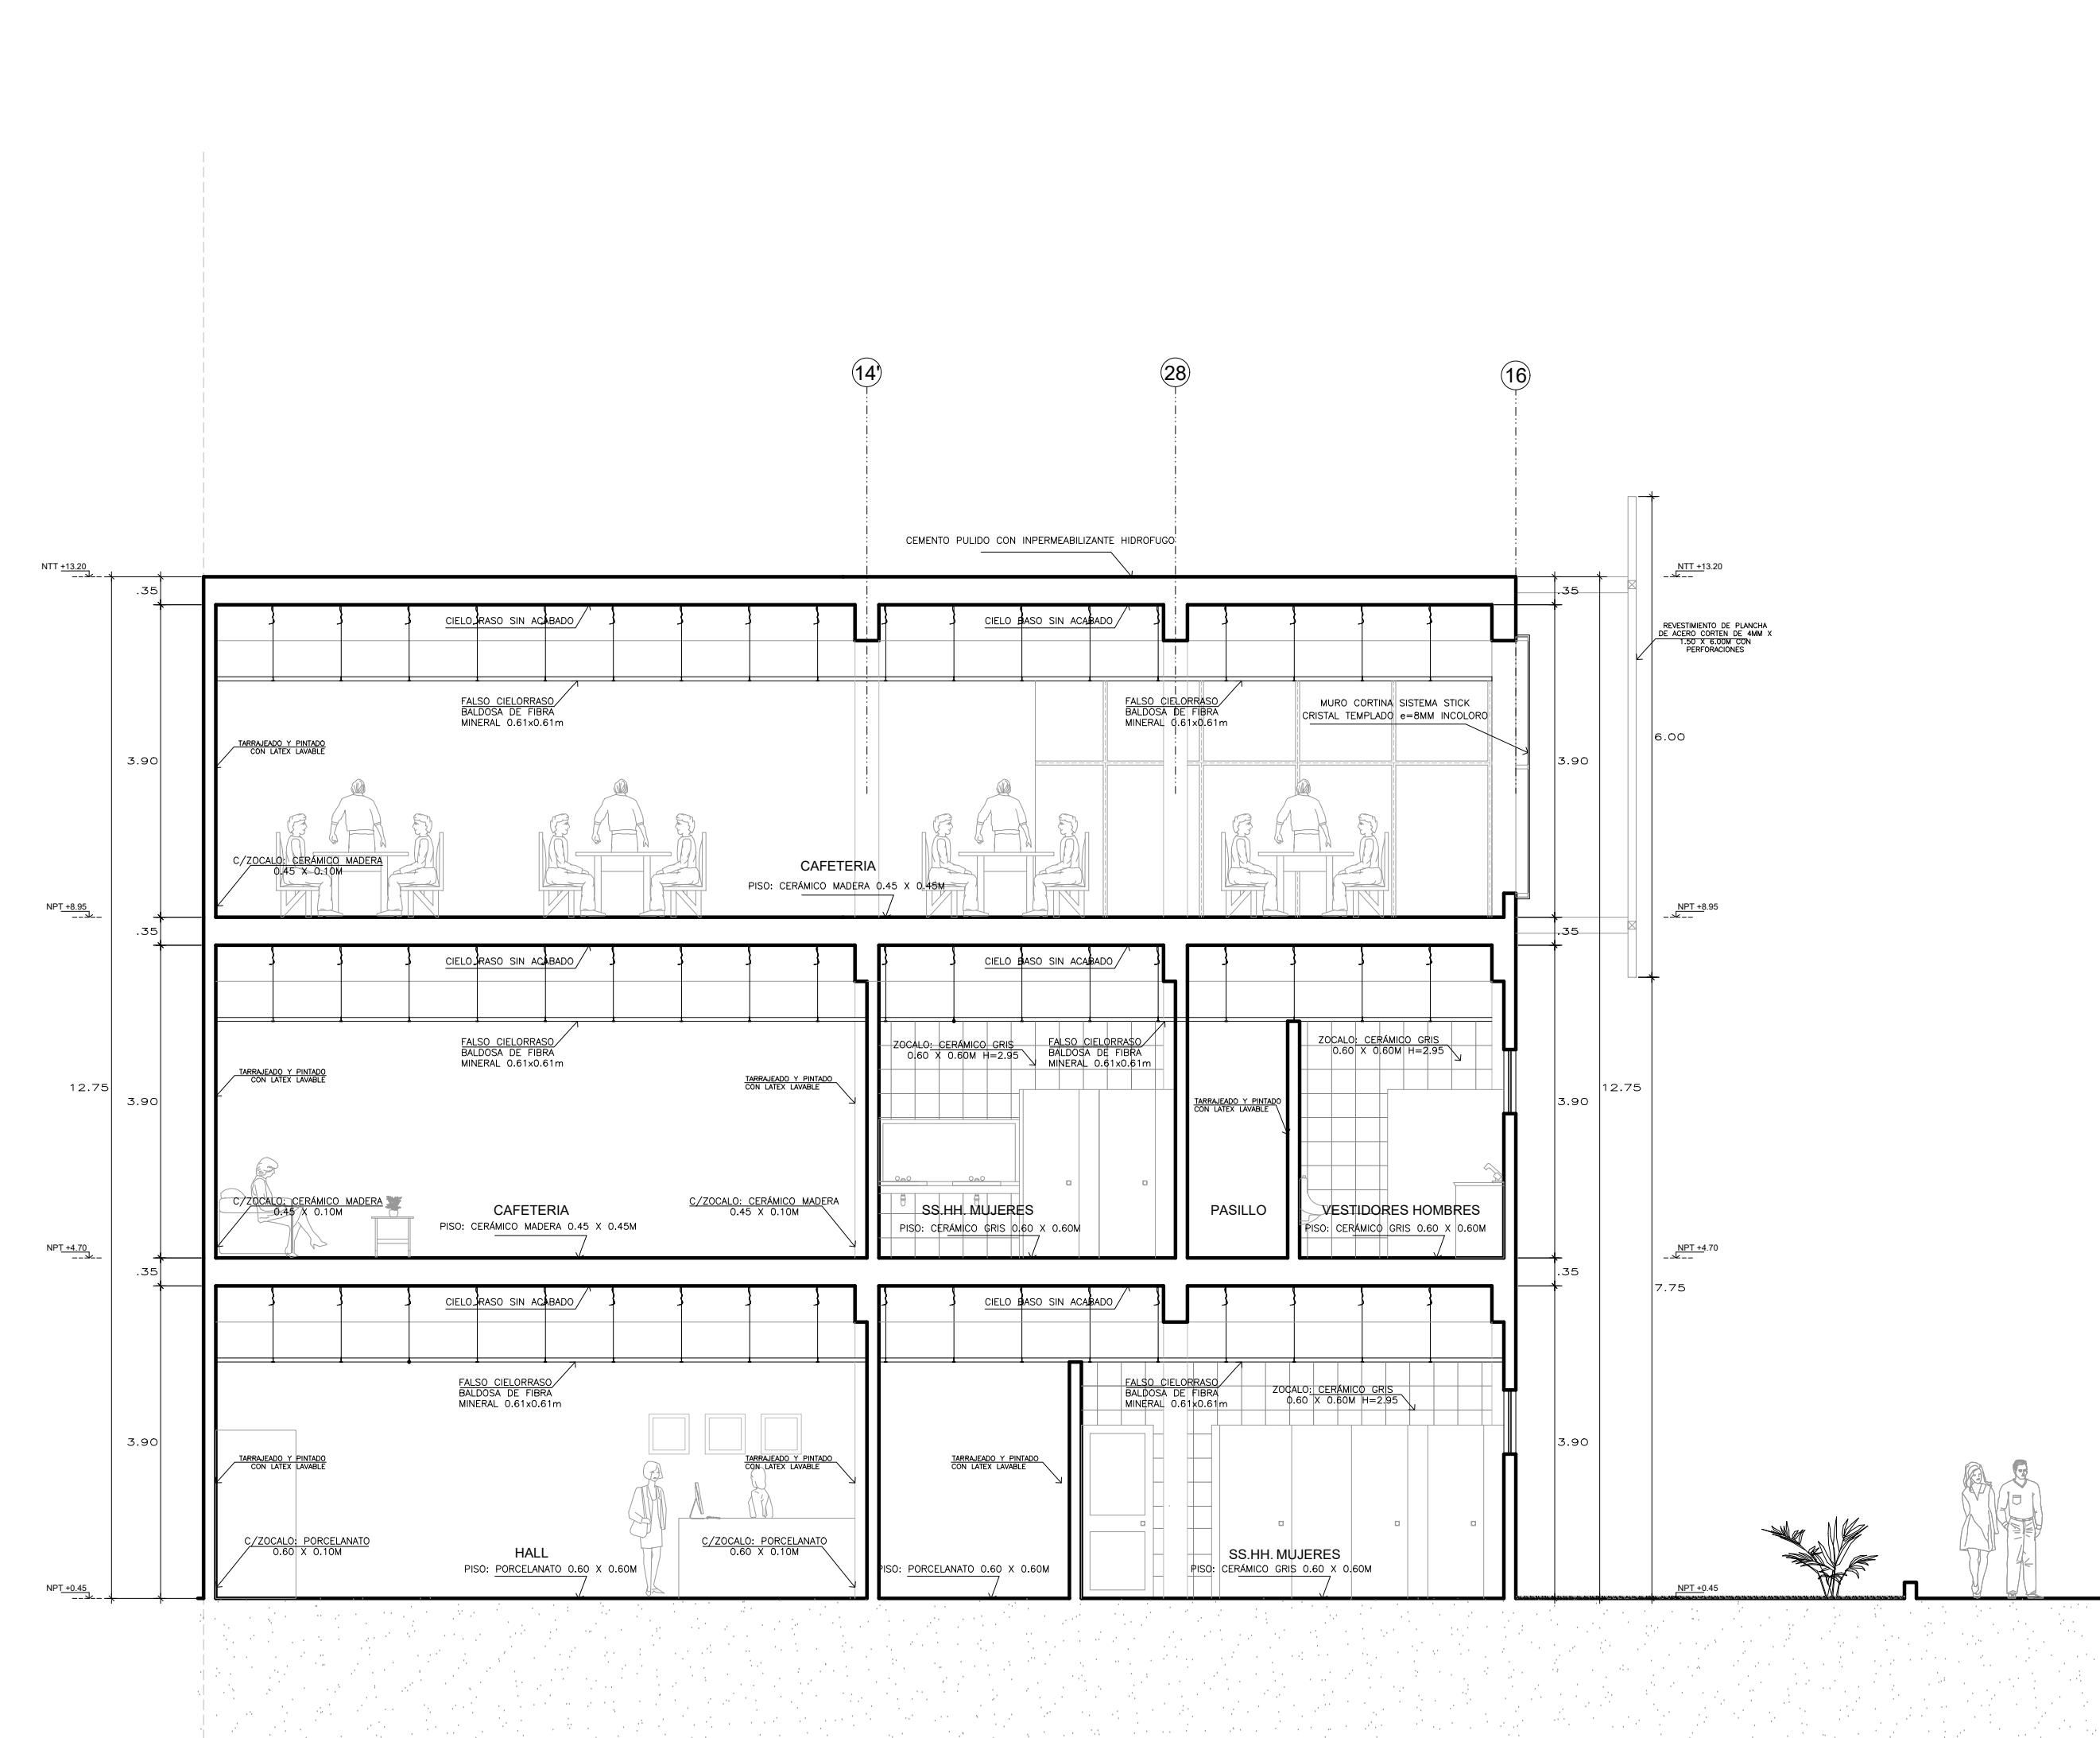 14'
28
16
CEMENTO PULIDO CON INPERMEABILIZANTE HIDROFUGO
NTT +13.20
NTT +13.20
.35
.35
CIELO RASO SIN ACABADO
CIELO RASO SIN ACABADO
REVESTIMIENTO DE PLANCHA
DE ACERO CORTEN DE 4MM X
1.50 X 6.00M CON
PERFORACIONES
FALSO CIELORRASO
BALDOSA DE FIBRA
MINERAL 0.61x0.61m
FALSO CIELORRASO
BALDOSA DE FIBRA
MINERAL 0.61x0.61m
MURO CORTINA SISTEMA STICK
CRISTAL TEMPLADO e=8MM INCOLORO
TARRAJEADO Y PINTADO
CON LATEX LAVABLE
3.90
3.90
6.00
C/ZOCALO: CERÁMICO MADERA
0.45 X 0.10M
CAFETERIA
PISO: CERÁMICO MADERA 0.45 X 0.45M
NPT +8.95
NPT +8.95
.35
.35
CIELO RASO SIN ACABADO
CIELO RASO SIN ACABADO
FALSO CIELORRASO
BALDOSA DE FIBRA
MINERAL 0.61x0.61m
ZOCALO: CERÁMICO GRIS
0.60 X 0.60M H=2.95
FALSO CIELORRASO
BALDOSA DE FIBRA
MINERAL 0.61x0.61m
ZOCALO: CERÁMICO GRIS
0.60 X 0.60M H=2.95
TARRAJEADO Y PINTADO
CON LATEX LAVABLE
TARRAJEADO Y PINTADO
CON LATEX LAVABLE
TARRAJEADO Y PINTADO
CON LATEX LAVABLE
12.75
3.90
3.90
12.75
C/ZOCALO: CERÁMICO MADERA
0.45 X 0.10M
CAFETERIA
PISO: CERÁMICO MADERA 0.45 X 0.45M
C/ZOCALO: CERÁMICO MADERA
0.45 X 0.10M
SS.HH. MUJERES
PISO: CERÁMICO GRIS 0.60 X 0.60M
PASILLO
VESTIDORES HOMBRES
PISO: CERÁMICO GRIS 0.60 X 0.60M
NPT +4.70
NPT +4.70
.35
.35
7.75
CIELO RASO SIN ACABADO
CIELO RASO SIN ACABADO
FALSO CIELORRASO
BALDOSA DE FIBRA
MINERAL 0.61x0.61m
FALSO CIELORRASO
BALDOSA DE FIBRA
MINERAL 0.61x0.61m
ZOCALO: CERÁMICO GRIS
0.60 X 0.60M H=2.95
3.90
3.90
TARRAJEADO Y PINTADO
CON LATEX LAVABLE
TARRAJEADO Y PINTADO
CON LATEX LAVABLE
TARRAJEADO Y PINTADO
CON LATEX LAVABLE
C/ZOCALO: PORCELANATO
0.60 X 0.10M
HALL
PISO: PORCELANATO 0.60 X 0.60M
C/ZOCALO: PORCELANATO
0.60 X 0.10M
PISO: PORCELANATO 0.60 X 0.60M
SS.HH. MUJERES
PISO: CERÁMICO GRIS 0.60 X 0.60M
NPT +0.45
NPT +0.45